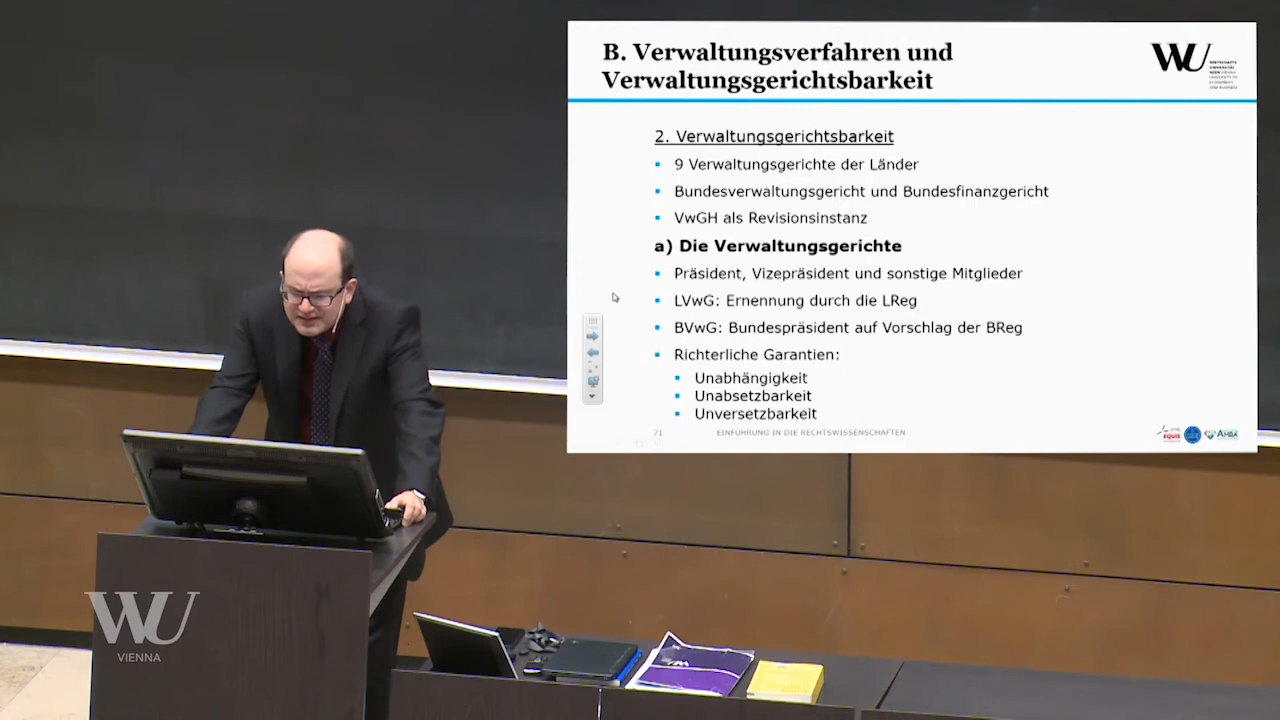 B. Verwaltungsverfahren und
Verwaltungsgerichtsbarkeit
WU
2. Verwaltungsgerichtsbarkeit
9 Verwaltungsgerichte der Länder
Bundesverwaltungsgericht und Bundesfinanzgericht
VwGH als Revisionsinstanz
a) Die Verwaltungsgerichte
Präsident, Vizepräsident und sonstige Mitglieder
LVwG: Ernennung durch die LReg
BVwG: Bundespräsident auf Vorschlag der BReg
Richterliche Garantien:
Unabhängigkeit
Unabsetzbarkeit
Unversetzbarkeit
71 EINFÜHRUNG IN DIE RECHTSWISSENSCHAFTEN
EQUIS
AMBA
WU
VIENNA